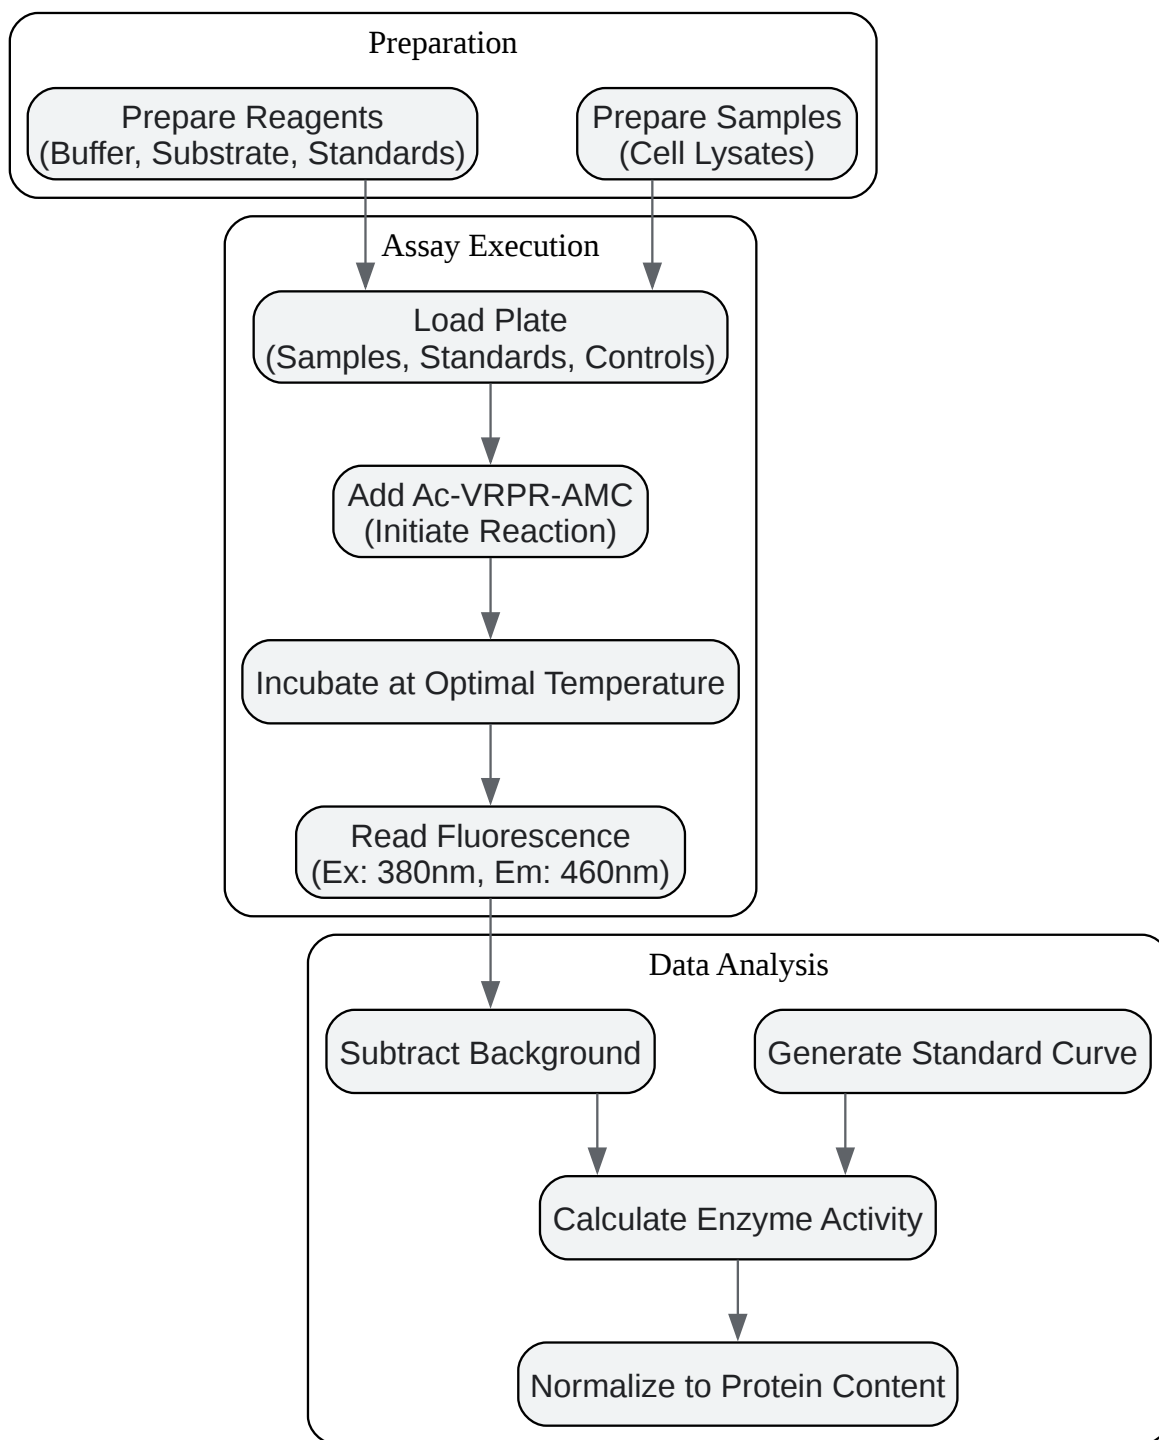 Preparation
Prepare Reagents
(Buffer, Substrate, Standards)
Prepare Samples
(Cell Lysates)
Assay Execution
Load Plate
(Samples, Standards, Controls)
Add Ac-VRPR-AMC
(Initiate Reaction)
Incubate at Optimal Temperature
Read Fluorescence
(Ex: 380nm, Em: 460nm)
Data Analysis
Subtract Background
Generate Standard Curve
Calculate Enzyme Activity
Normalize to Protein Content